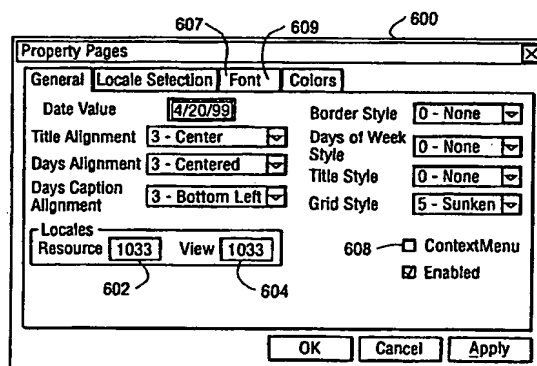 600
607
609
Property Pages
General Locale Selection Font Colors
Date Value 4/20/99
Title Alignment 3 - Center
Days Alignment 3 - Centered
Days Caption Alignment 3 - Bottom Left
Border Style 0 - None
Days of Week Style 0 - None
Title Style 0 - None
Grid Style 5 - Sunken
Locales
Resource 1033 View 1033
602
604
608
ContextMenu
Enabled
OK Cancel Apply